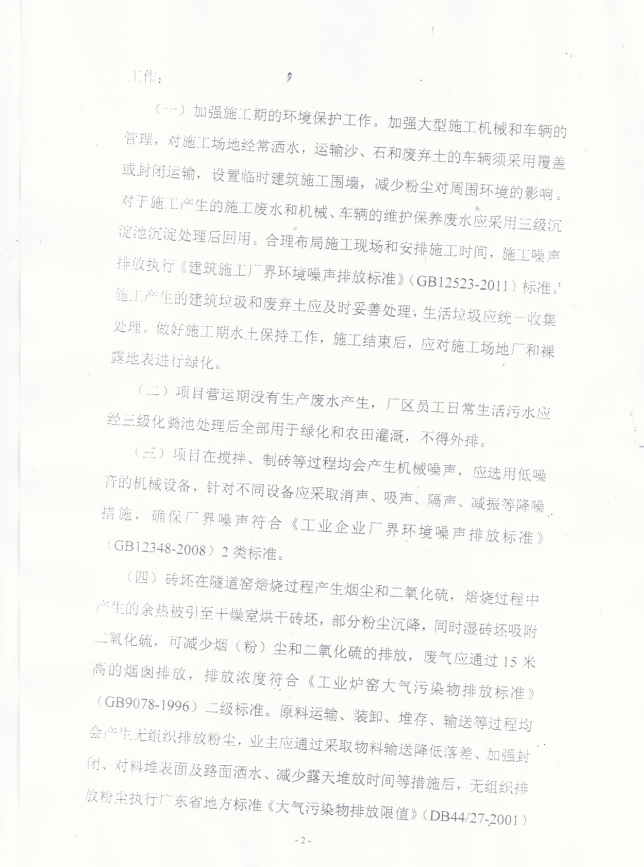 工作：
（一）加强施工期的环境保护工作。加强大型施工机械和车辆的
管理，对施工场地经常洒水，运输沙、石和废弃土的车辆须采用覆盖
或封闭运输，设置临时建筑施工围墙，减少粉尘对周围环境的影响。
对于施工产生的施工废水和机械、车辆的维护保养废水应采用三级沉
淀池沉淀处理后回用。合理布局施工现场和安排施工时间，施工噪声
排放执行《建筑施工厂界环境噪声排放标准》（GB12523-2011）标准。
施工产生的建筑垃圾和废弃土应及时妥善处理；生活垃圾应统一收集
处理。做好施工期水土保持工作，施工结束后，应对施工场地厂和裸
露地表进行绿化。
（二）项目营运期没有生产废水产生，厂区员工日常生活污水应
经三级化粪池处理后全部用于绿化和农田灌溉，不得外排。
（三）项目在搅拌、制砖等过程均会产生机械噪声，应选用低噪
音的机械设备，针对不同设备应采取消声、吸声、隔声、减振等降噪
措施，确保厂界噪声符合《工业企业厂界环境噪声排放标准》
（GB12348-2008）2 类标准。
（四）砖坯在隧道窑焙烧过程产生烟尘和二氧化硫，焙烧过程中
产生的余热被引至干燥室烘干砖坯，部分粉尘沉降，同时湿砖坯吸附
二氧化硫，可减少烟（粉）尘和二氧化硫的排放，废气应通过 15 米
高的烟囱排放，排放浓度符合《工业炉窑大气污染物排放标准》
（GB9078-1996）二级标准。原料运输、装卸、堆存、输送等过程均
会产生无组织排放粉尘，业主应通过采取物料输送降低落差、加强封
闭、对料堆表面及路面洒水、减少露天堆放时间等措施后，无组织排
放粉尘执行广东省地方标准《大气污染物排放限值》（DB44/27-2001）
- 2 -